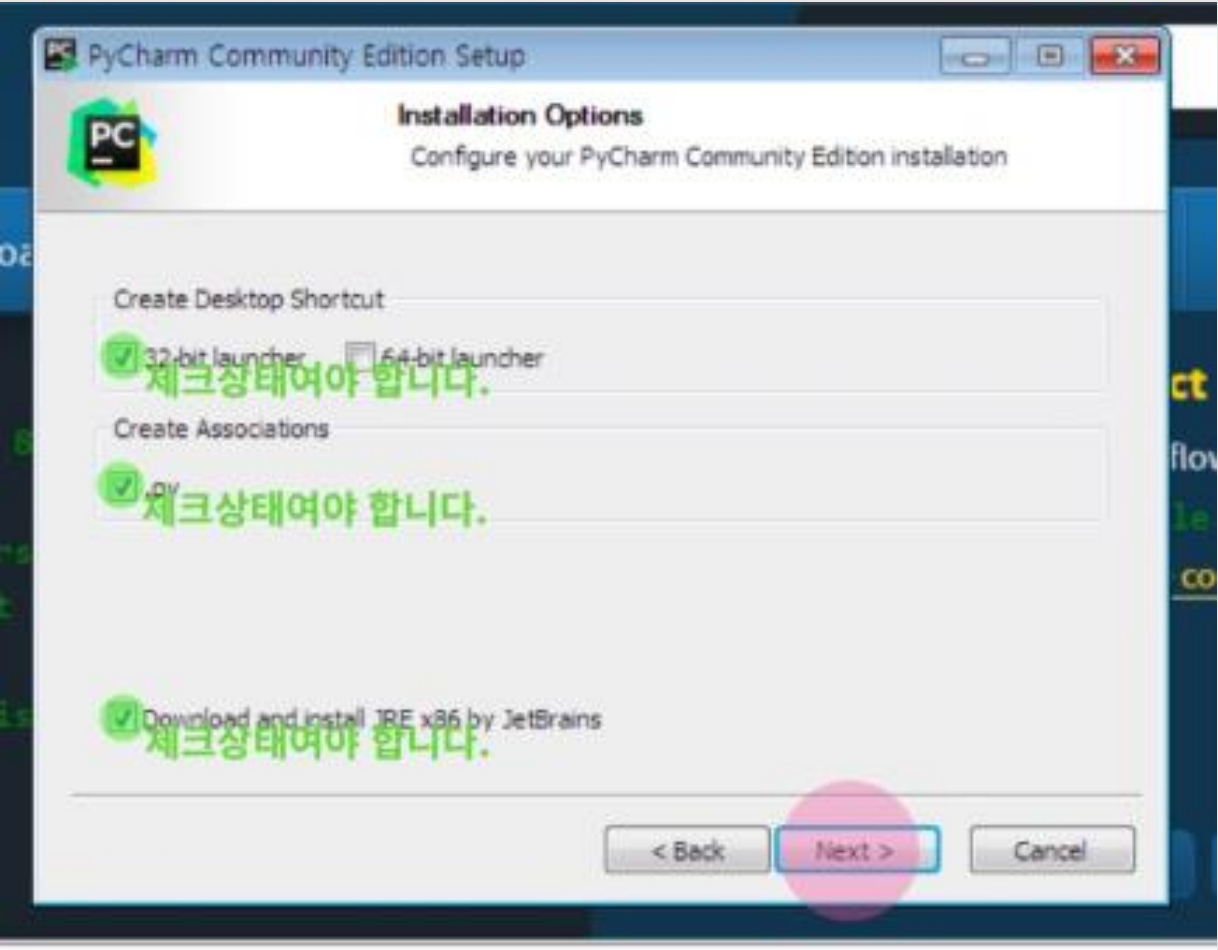 PyCharm Community Edition Setup
PC
Installation Options
Configure your PyCharm Community Edition installation
Create Desktop Shortcut
32-bit launcher 64-bit launcher
체크상태여야 합니다.
Create Associations
.py
체크상태여야 합니다.
Download and install JRE x86 by JetBrains
체크상태여야 합니다.
< Back Next > Cancel